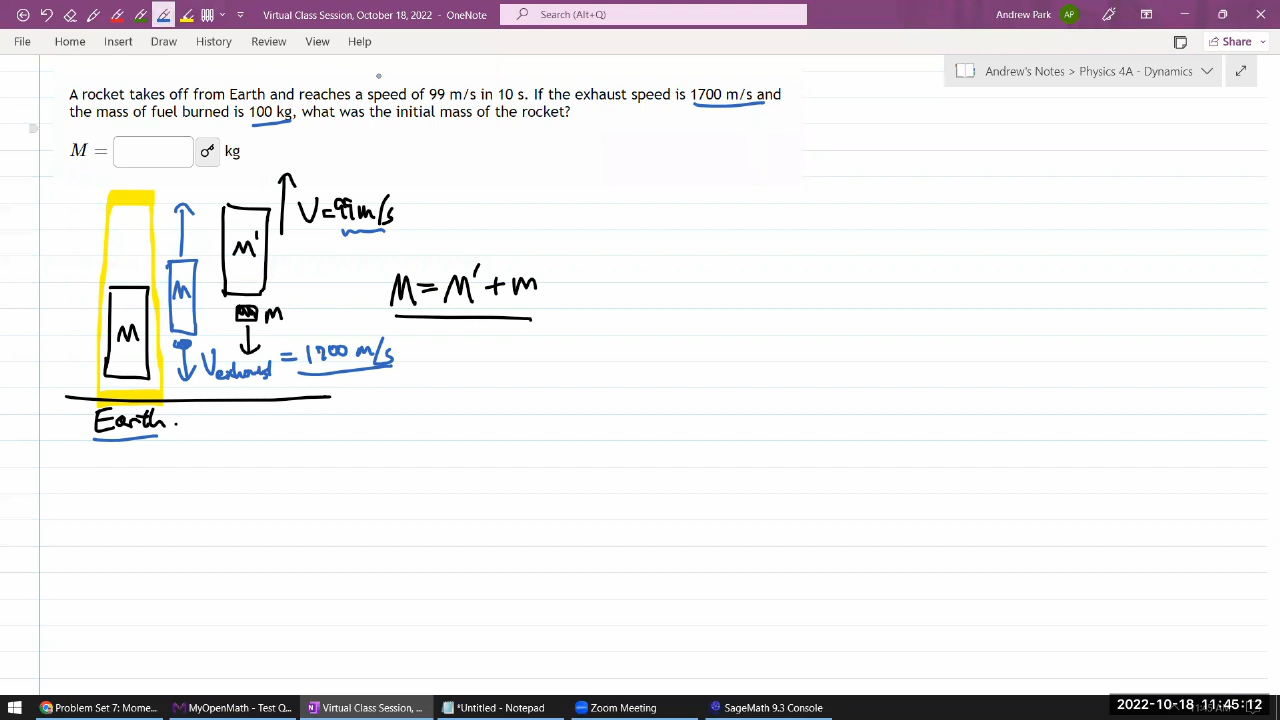 Virtual Class Session, October 18, 2022 - OneNote
Search (Alt+Q)
Andrew Park
AP
File Home Insert Draw History Review View Help
Share
Andrew's Notes > Physics 4A - Dynamics
A rocket takes off from Earth and reaches a speed of 99 m/s in 10 s. If the exhaust speed is 1700 m/s and
the mass of fuel burned is 100 kg, what was the initial mass of the rocket?
M = kg
V = 99 m/s
M'
M
M = M' + m
m
M
Vexhaust = 1700 m/s
Earth.
Problem Set 7: Mome...
MyOpenMath - Test Q...
Virtual Class Session,...
*Untitled - Notepad
Zoom Meeting
SageMath 9.3 Console
2022-10-18 11:45:12